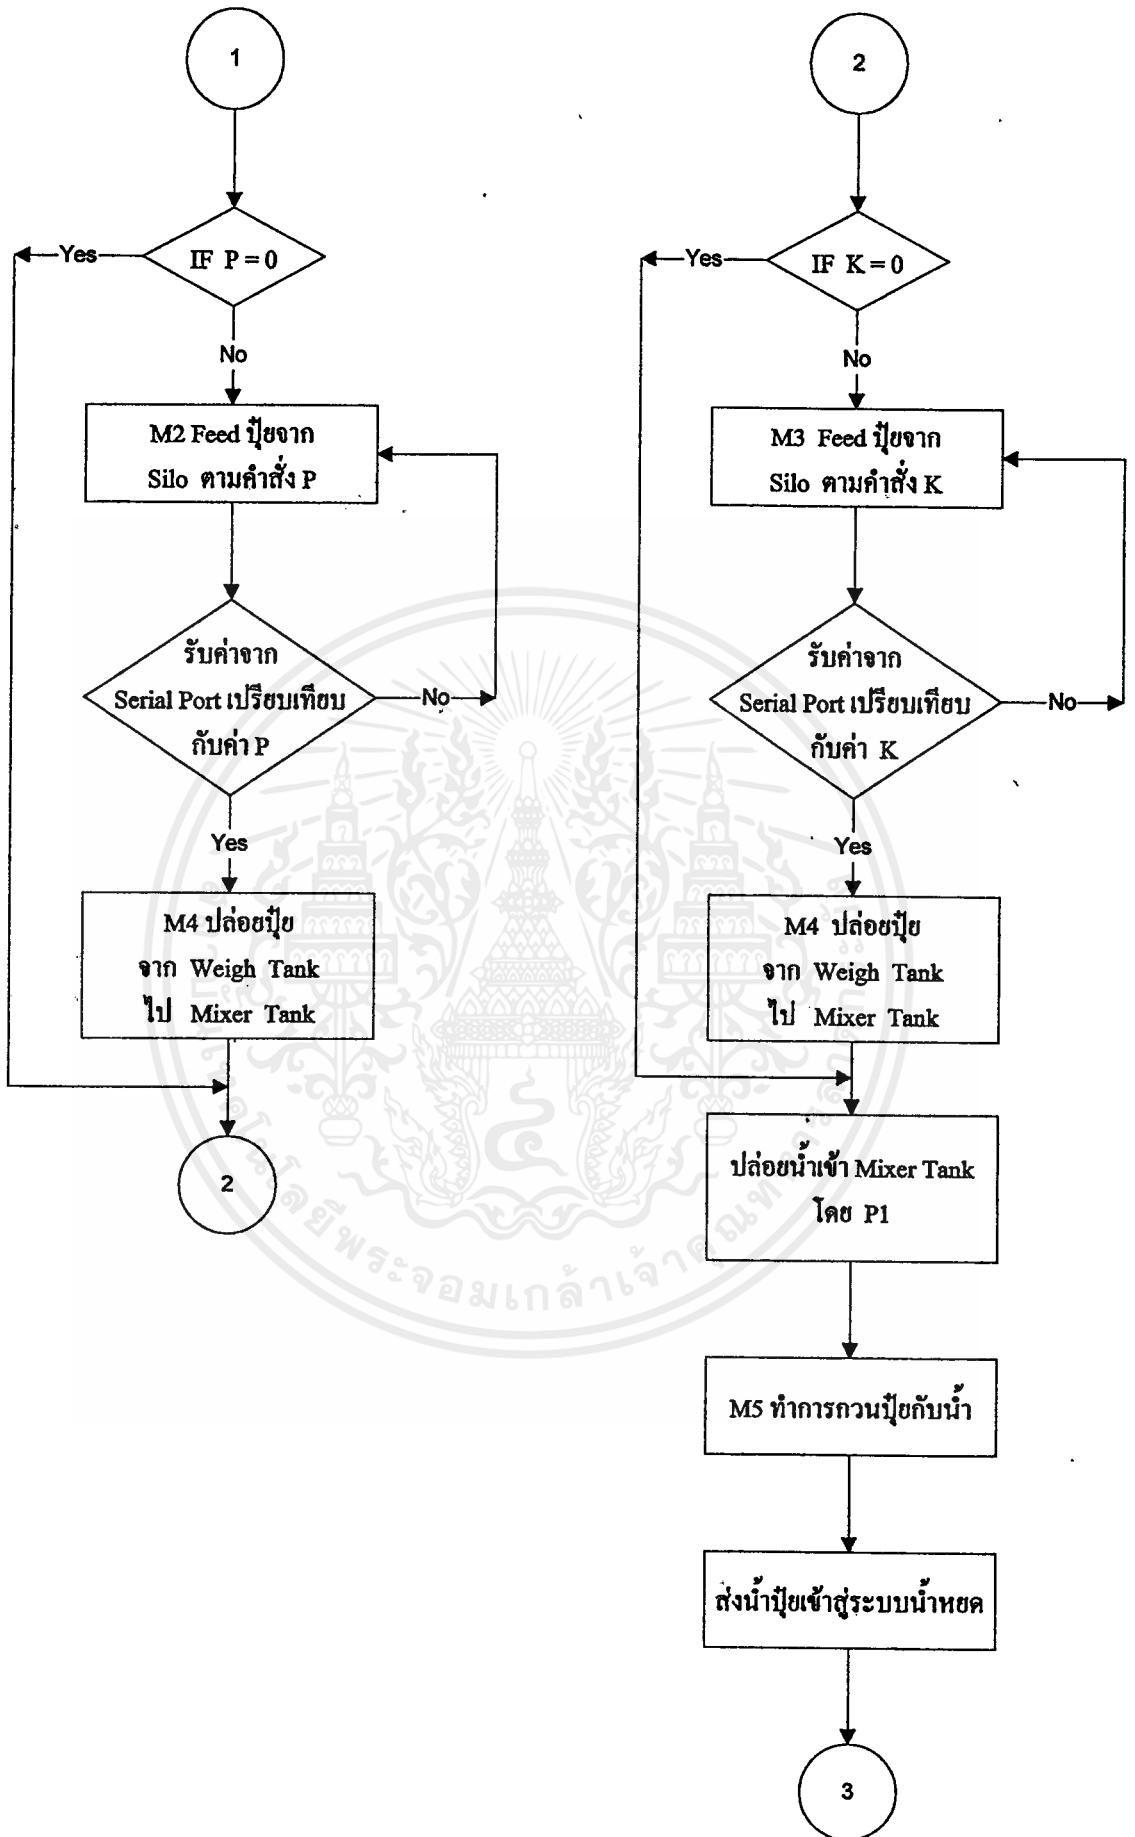 1
IF P = 0
Yes
No
M2 Feed ปุ๋ยจาก
Silo ตามคำสั่ง P
รับค่าจาก
Serial Port เปรียบเทียบ
กับค่า P
No
Yes
M4 ปล่อยปุ๋ย
จาก Weigh Tank
ไป Mixer Tank
2
2
IF K = 0
Yes
No
M3 Feed ปุ๋ยจาก
Silo ตามคำสั่ง K
รับค่าจาก
Serial Port เปรียบเทียบ
กับค่า K
No
Yes
M4 ปล่อยปุ๋ย
จาก Weigh Tank
ไป Mixer Tank
ปล่อยน้ำเข้า Mixer Tank
โดย P1
M5 ทำการกวนปุ๋ยกับน้ำ
ส่งน้ำปุ๋ยเข้าสู่ระบบน้ำหยด
3